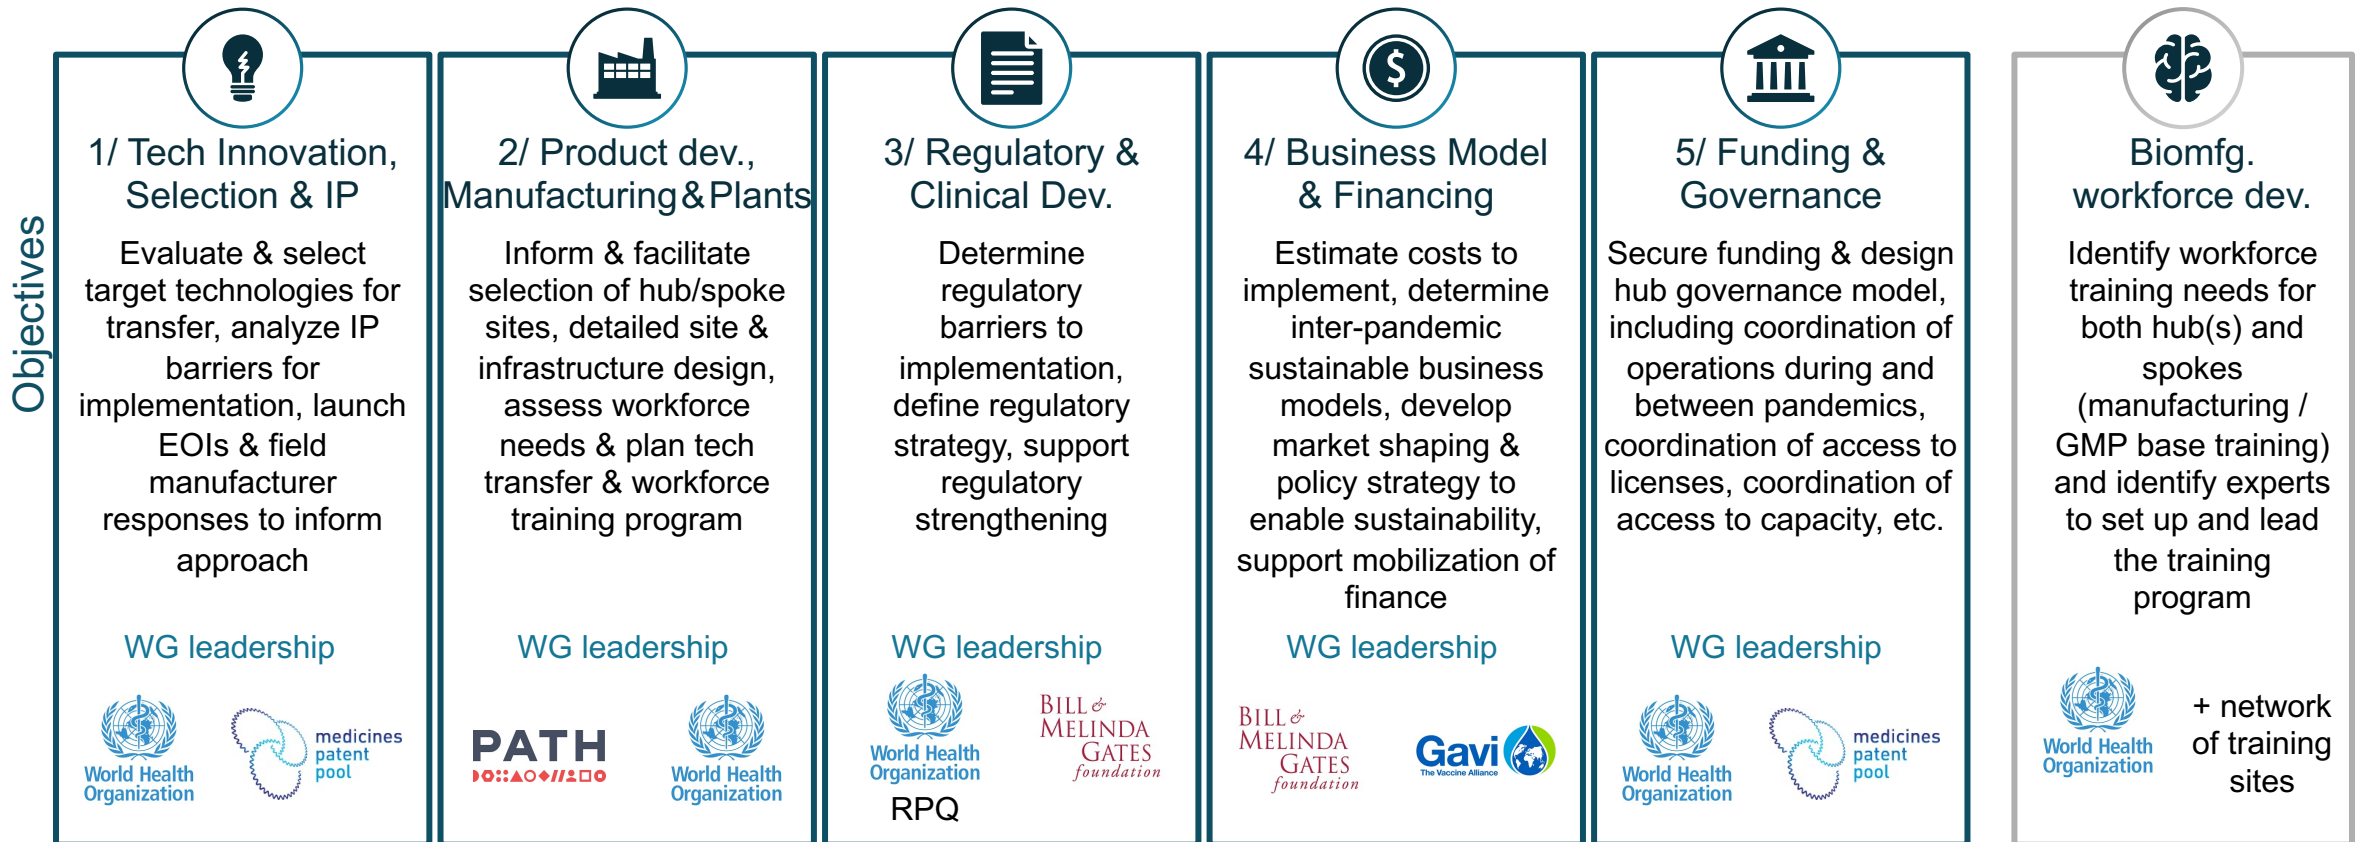 Objectives
1/ Tech Innovation,
Selection & IP
Evaluate & select
target technologies for
transfer, analyze IP
barriers for
implementation, launch
EOIs & field
manufacturer
responses to inform
approach
WG leadership
World Health
Organization
medicines
patent
pool
2/ Product dev.,
Manufacturing & Plants
Inform & facilitate
selection of hub/spoke
sites, detailed site &
infrastructure design,
assess workforce
needs & plan tech
transfer & workforce
training program
WG leadership
PATH
World Health
Organization
3/ Regulatory &
Clinical Dev.
Determine
regulatory
barriers to
implementation,
define regulatory
strategy, support
regulatory
strengthening
WG leadership
World Health
Organization
RPQ
BILL &
MELINDA
GATES
foundation
4/ Business Model
& Financing
Estimate costs to
implement, determine
inter-pandemic
sustainable business
models, develop
market shaping &
policy strategy to
enable sustainability,
support mobilization of
finance
WG leadership
BILL &
MELINDA
GATES
foundation
Gavi
The Vaccine Alliance
5/ Funding &
Governance
Secure funding & design
hub governance model,
including coordination of
operations during and
between pandemics,
coordination of access to
licenses, coordination of
access to capacity, etc.
WG leadership
World Health
Organization
medicines
patent
pool
Biomfg.
workforce dev.
Identify workforce
training needs for
both hub(s) and
spokes
(manufacturing /
GMP base training)
and identify experts
to set up and lead
the training
program
World Health
Organization
+ network
of training
sites